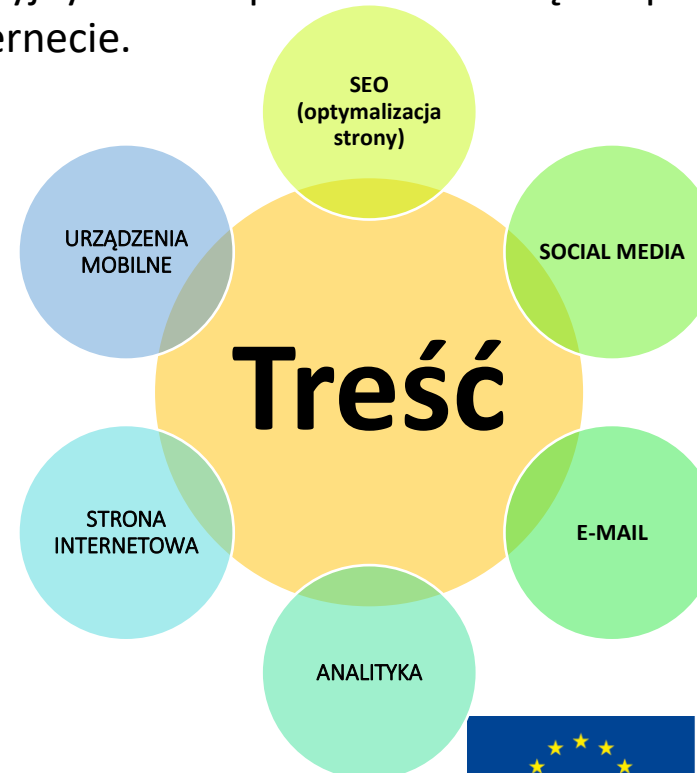 ernecie.
SEO
(optymalizacja
strony)
URZĄDZENIA
MOBILNE
SOCIAL MEDIA
Treść
STRONA
INTERNETOWA
E-MAIL
ANALITYKA